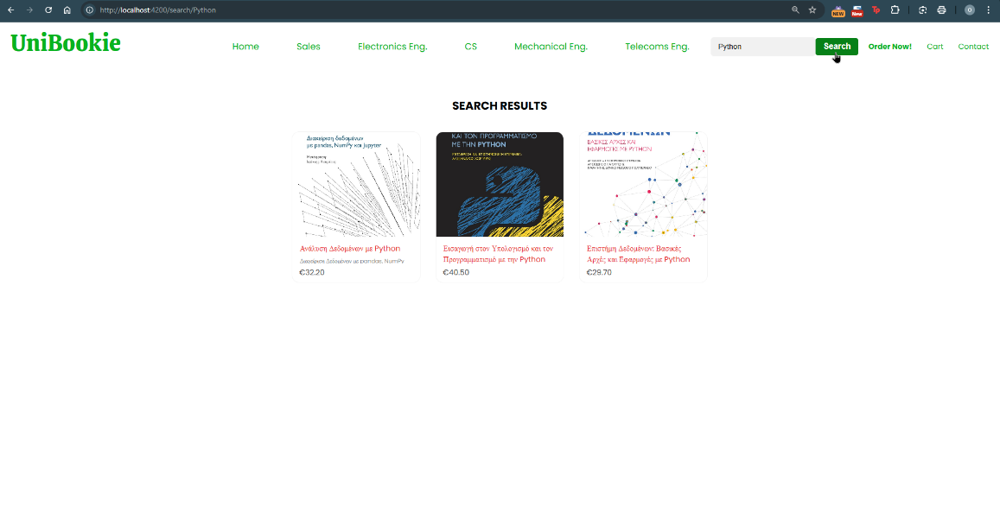 http://localhost:4200/search/Python
NEW
New
Tp
O
UniBookie
Home
Sales
Electronics Eng.
CS
Mechanical Eng.
Telecoms Eng.
Python
Search
Order Now!
Cart
Contact
SEARCH RESULTS
Διαχείριση δεδομένων
με pandas, NumPy και Jupyter
ΚΑΙ ΤΟΝ ΠΡΟΓΡΑΜΜΑΤΙΣΜΟ
ΜΕ ΤΗΝ PYTHON
ΔΕΔΟΜΕΝΩΝ
ΒΑΣΙΚΕΣ ΑΡΧΕΣ ΚΑΙ
ΕΦΑΡΜΟΓΕΣ ΜΕ PYTHON
Ανάλυση Δεδομένων με Python
Διαχείριση Δεδομένων με pandas, NumPy
€32.20
Εισαγωγή στον Υπολογισμό και τον
Προγραμματισμό με την Python
€40.50
Επιστήμη Δεδομένων: Βασικές
Αρχές και Εφαρμογές με Python
€29.70